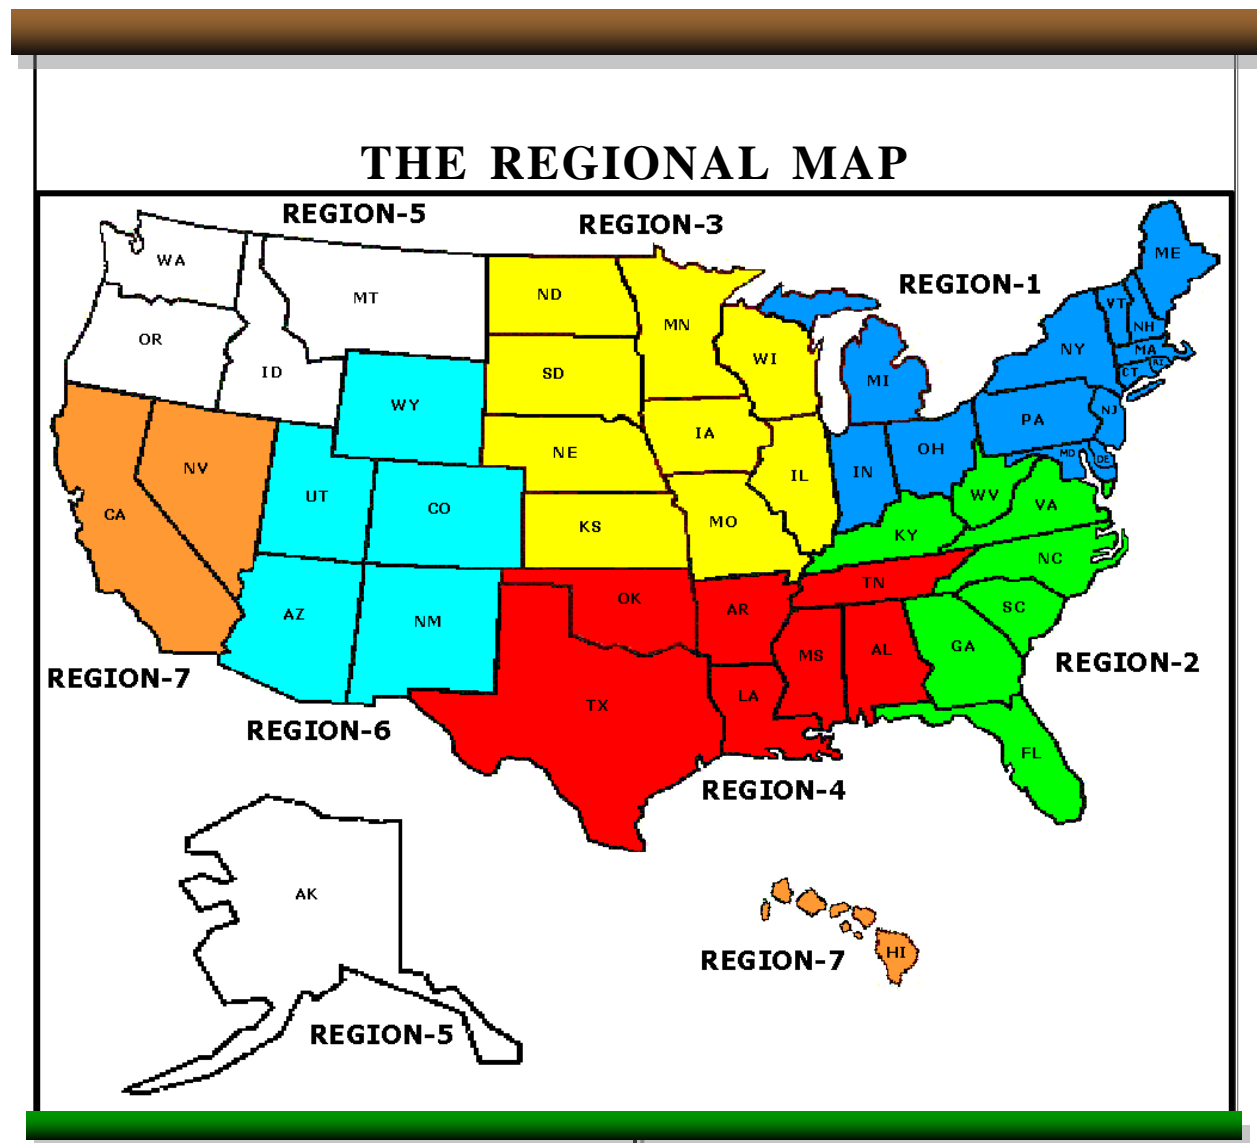 THE REGIONAL MAP
REGION-5
REGION-3
REGION-1
REGION-2
REGION-7
REGION-6
REGION-4
REGION-7
REGION-5
WA
OR
ID
MT
ND
SD
NE
KS
MN
IA
MO
WI
IL
MI
IN
OH
PA
NY
VT
NH
ME
MA
RI
CT
NJ
MD
DE
WV
VA
KY
NC
SC
GA
FL
TN
AL
MS
AR
LA
OK
TX
WY
UT
CO
AZ
NM
NV
CA
AK
HI